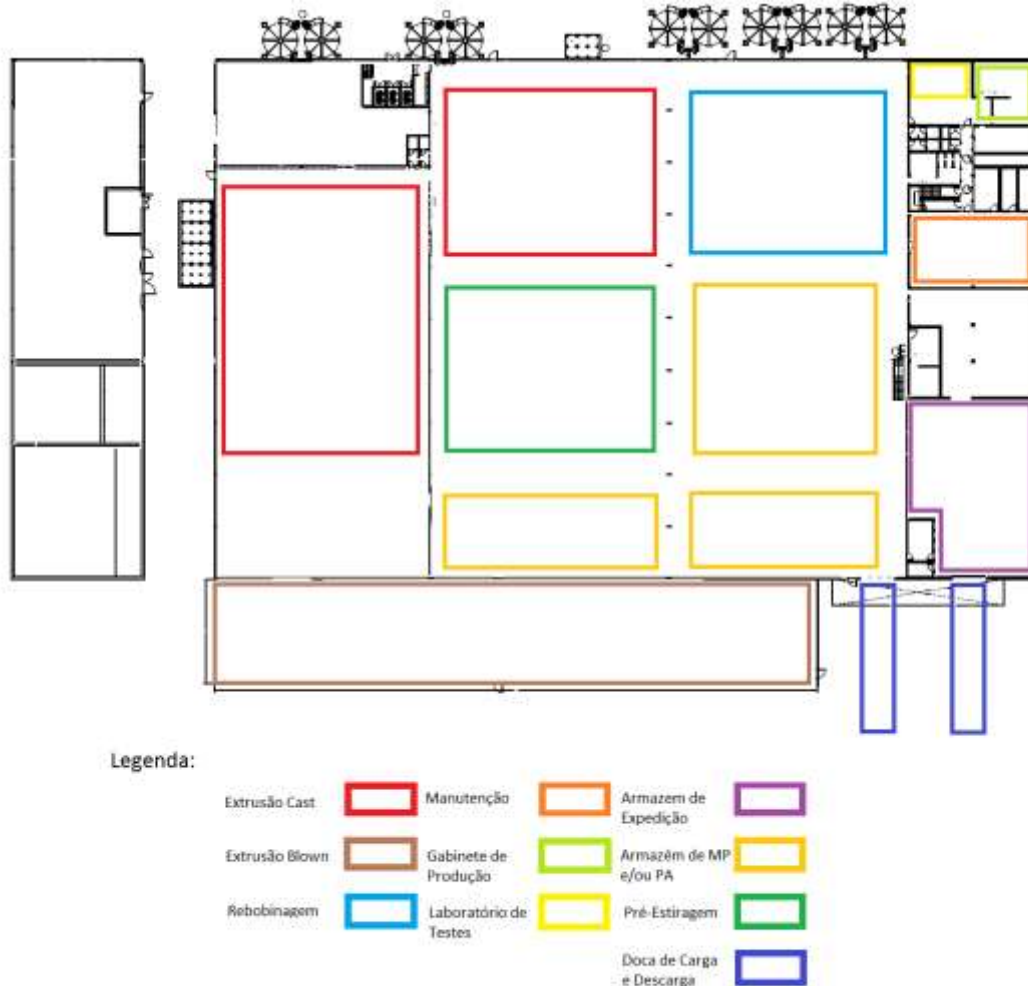 Legenda:
Extrusão Cast
Manutenção
Armazem de
Expedição
Extrusão Blown
Gabinete de
Produção
Armazém de MP
e/ou PA
Rebobinagem
Laboratório de
Testes
Pré-Estiragem
Doca de Carga
e Descarga